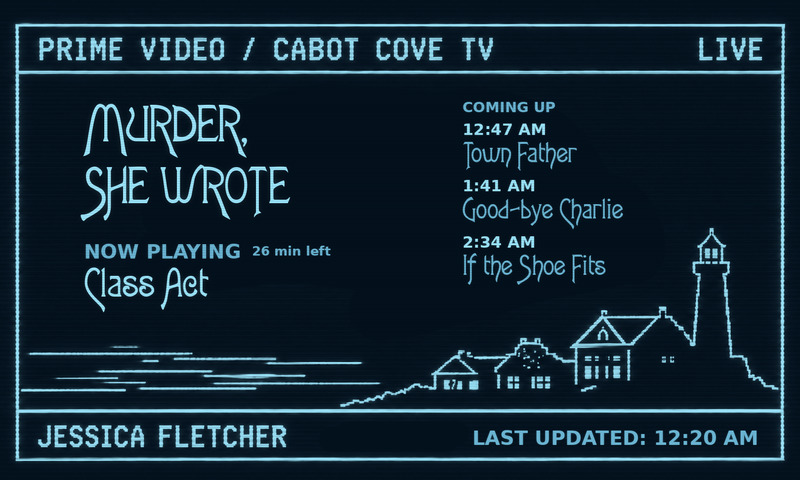 PRIME VIDEO / CABOT COVE TV
LIVE
MURDER,
SHE WROTE
NOW PLAYING 26 min left
Class Act
COMING UP
12:47 AM
Town Father
1:41 AM
Good-bye Charlie
2:34 AM
If the Shoe Fits
JESSICA FLETCHER
LAST UPDATED: 12:20 AM